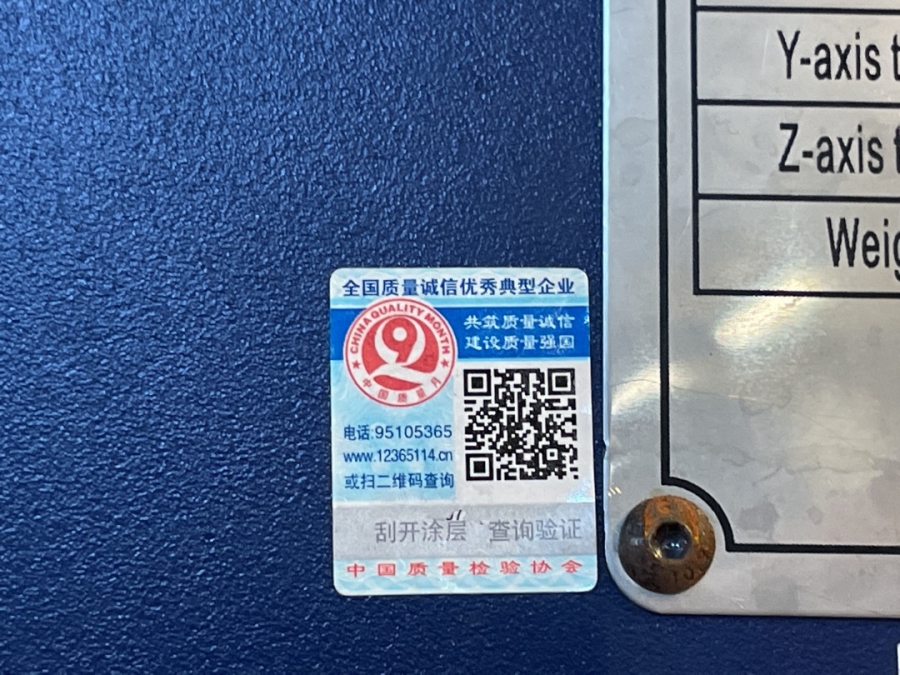 Y-axis
Z-axis
全国质量诚信优秀典型企业
CHINA QUALITY MONTH
中国质量月
共筑质量诚信
建设质量强国
电话:95105365
www.12365114.cn
或扫二维码查询
刮开涂层 查询验证
中国质量检验协会